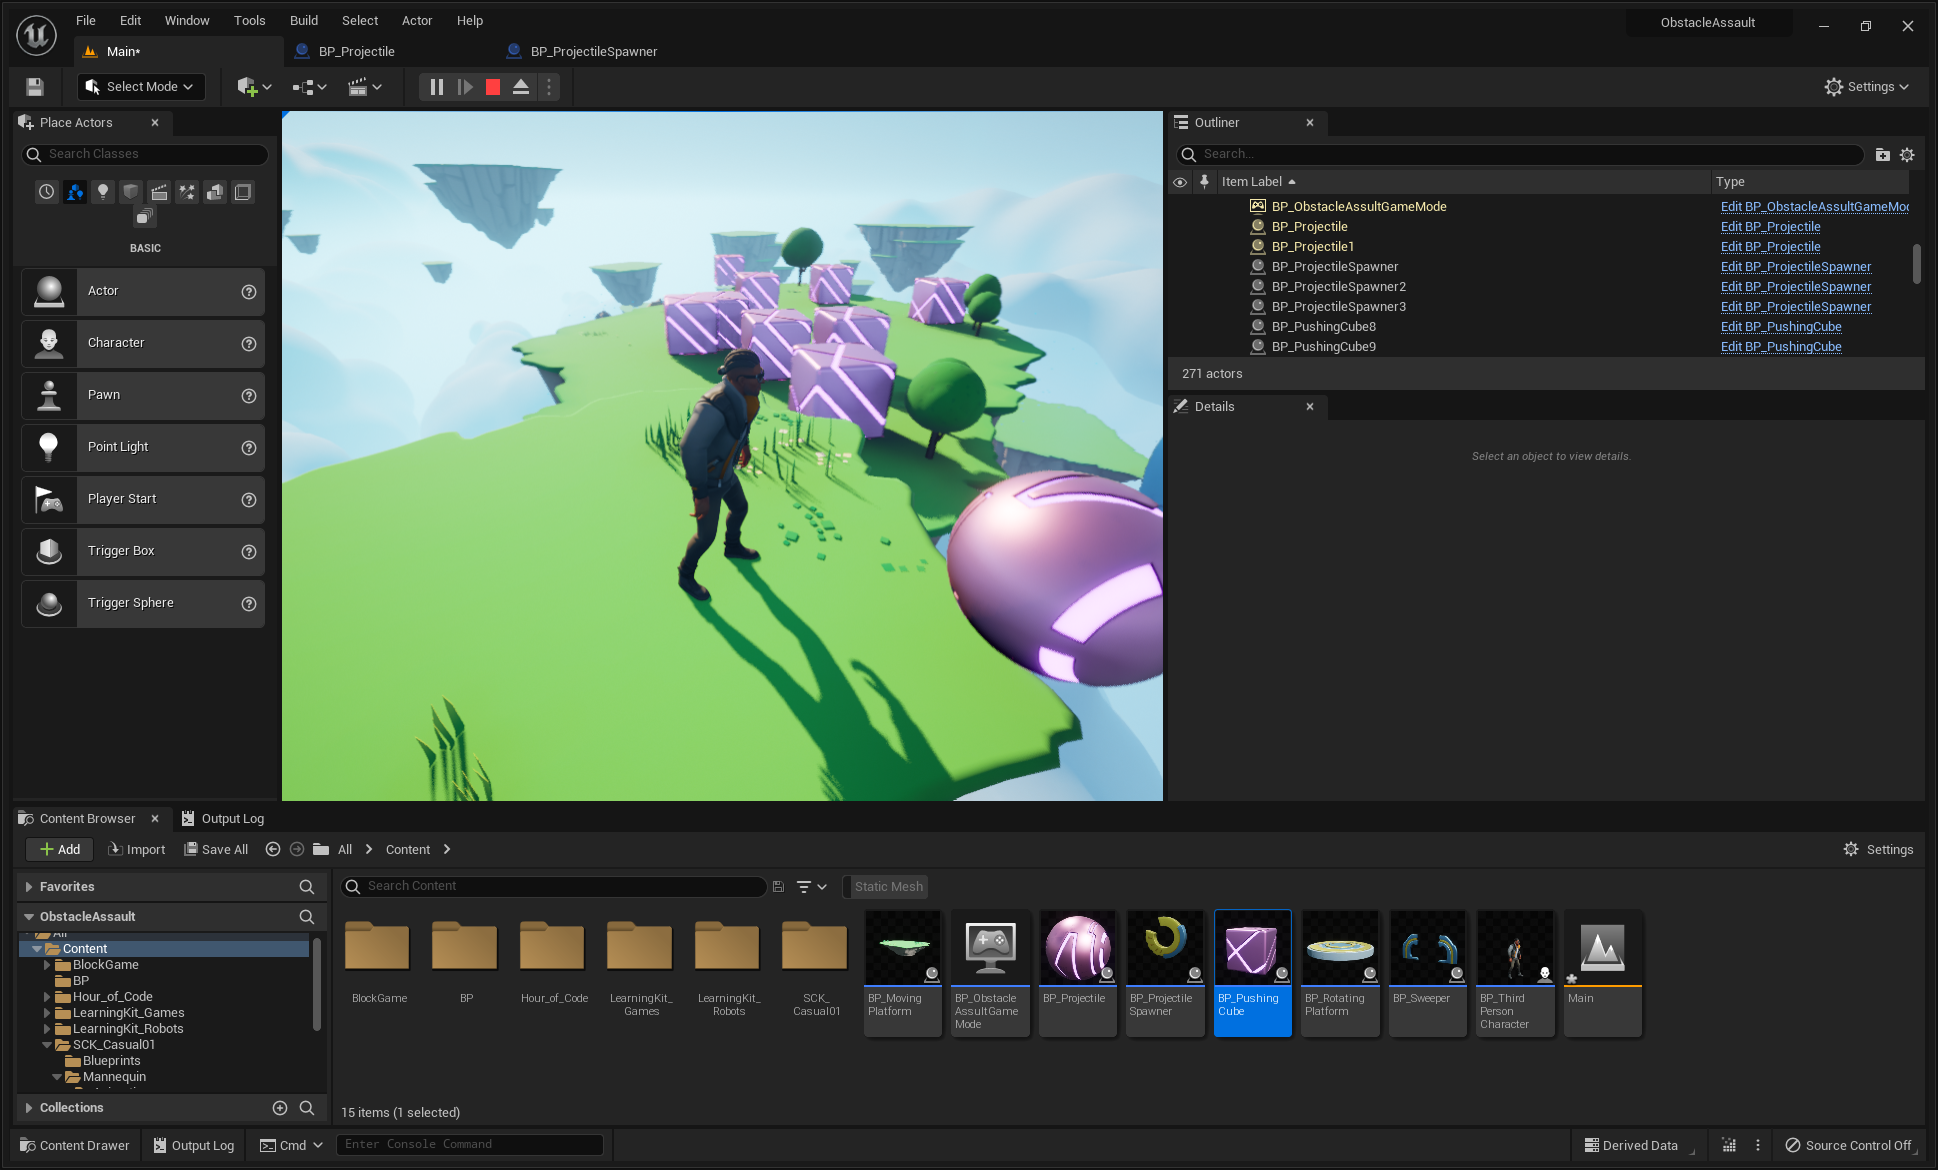 File Edit Window Tools Build Select Actor Help
ObstacleAssault
Main*
BP_Projectile
BP_ProjectileSpawner
Select Mode
Settings
Place Actors
Search Classes
BASIC
Actor
Character
Pawn
Point Light
Player Start
Trigger Box
Trigger Sphere
Outliner
Search...
Item Label Type
BP_ObstacleAssultGameMode Edit BP_ObstacleAssultGameMo
BP_Projectile Edit BP_Projectile
BP_Projectile1 Edit BP_Projectile
BP_ProjectileSpawner Edit BP_ProjectileSpawner
BP_ProjectileSpawner2 Edit BP_ProjectileSpawner
BP_ProjectileSpawner3 Edit BP_ProjectileSpawner
BP_PushingCube8 Edit BP_PushingCube
BP_PushingCube9 Edit BP_PushingCube
271 actors
Details
Select an object to view details.
Content Browser
Output Log
Add Import Save All All Content Settings
Favorites
ObstacleAssault
All
Content
BlockGame
BP
Hour_of_Code
LearningKit_Games
LearningKit_Robots
SCK_Casual01
Blueprints
Mannequin
Collections
Search Content
Static Mesh
BlockGame
BP
Hour_of_Code
LearningKit_
Games
LearningKit_
Robots
SCK_
Casual01
BP_Moving
Platform
BP_Obstacle
AssultGame
Mode
BP_Projectile
BP_Projectile
Spawner
BP_Pushing
Cube
BP_Rotating
Platform
BP_Sweeper
BP_Third
Person
Character
Main
15 items (1 selected)
Content Drawer Output Log Cmd Enter Console Command Derived Data Source Control Off